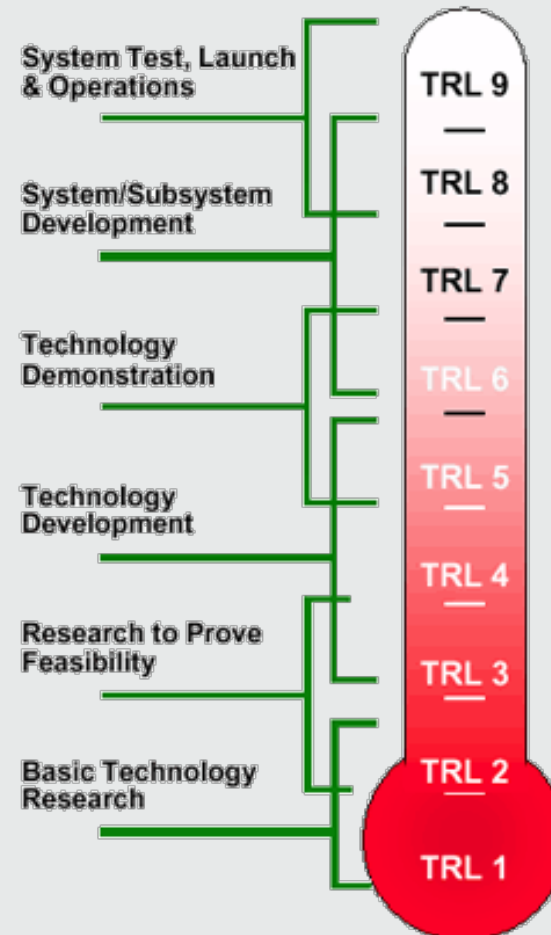 System Test, Launch
& Operations
System/Subsystem
Development
Technology
Demonstration
Technology
Development
Research to Prove
Feasibility
Basic Technology
Research
TRL 9
TRL 8
TRL 7
TRL 6
TRL 5
TRL 4
TRL 3
TRL 2
TRL 1